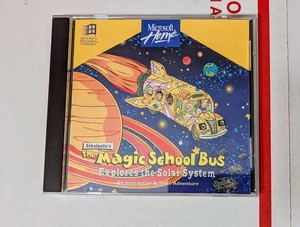 Microsoft
Home
Scholastic's
The Magic School Bus
Explores the Solar System
An Interactive Science Adventure